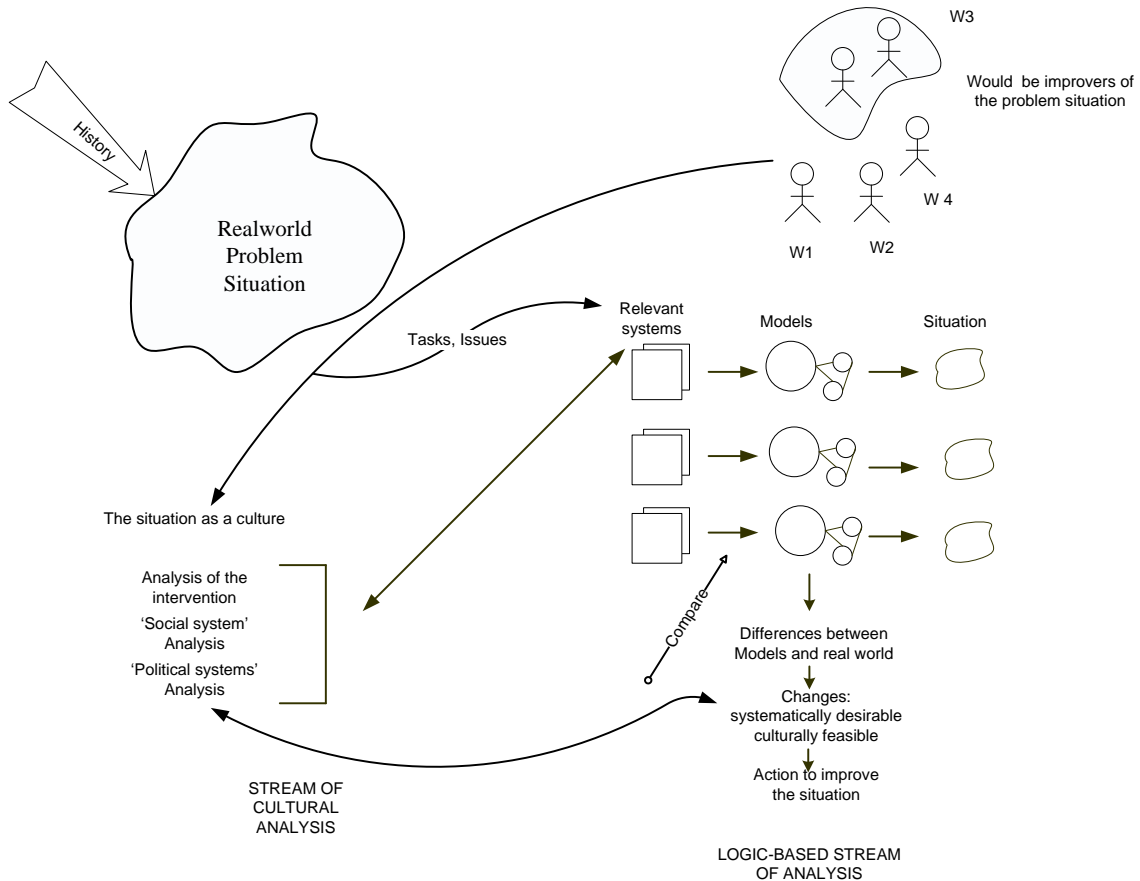 W3
Would be improvers of
the problem situation
History
Realworld
Problem
Situation
W 4
W1
W2
Tasks, Issues
Relevant
systems
Models
Situation
The situation as a culture
Analysis of the
intervention
‘Social system’
Analysis
‘Political systems’
Analysis
Compare
Differences between
Models and real world
Changes:
systematically desirable
culturally feasible
Action to improve
the situation
STREAM OF
CULTURAL
ANALYSIS
LOGIC-BASED STREAM
OF ANALYSIS